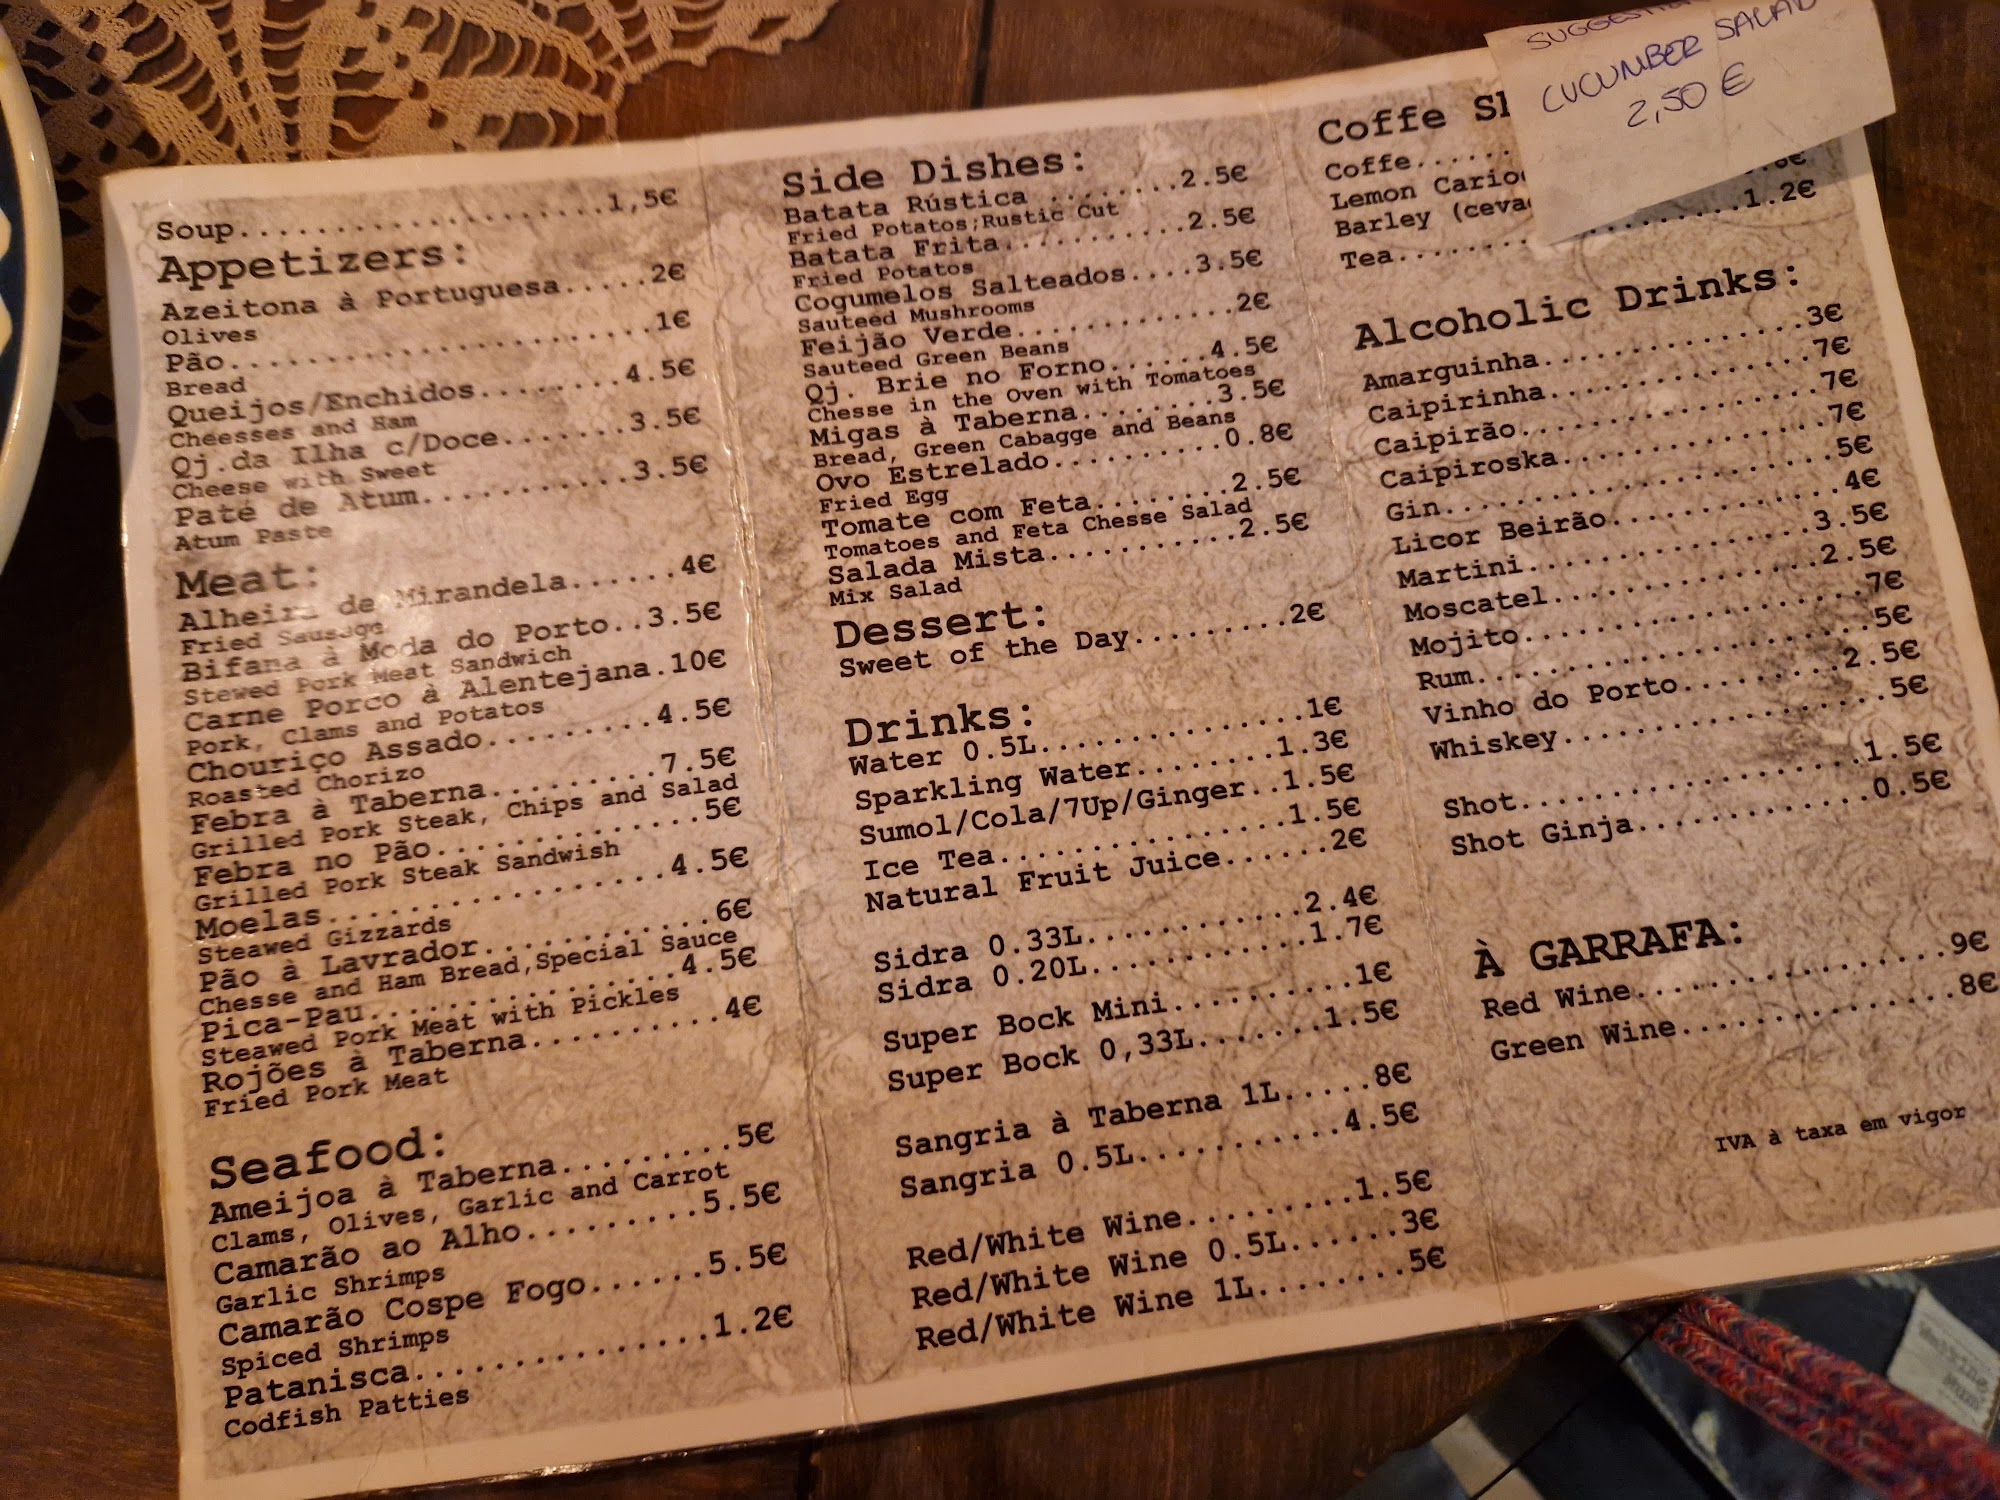 Soup......................1,5€
Appetizers:
Azeitona à Portuguesa.....2€
Olives
Pão.......................1€
Bread
Queijos/Enchidos.......4.5€
Cheesses and Ham
Qj.da Ilha c/Doce.......3.5€
Cheese with Sweet
Paté de Atum...........3.5€
Atum Paste
Meat:
Alheira de Mirandela......4€
Fried Sausage
Bifana à Moda do Porto..3.5€
Stewed Pork Meat Sandwich
Carne Porco à Alentejana.10€
Pork, Clams and Potatos
Chouriço Assado.........4.5€
Roasted Chorizo
Febra à Taberna.........7.5€
Grilled Pork Steak, Chips and Salad
Febra no Pão..............5€
Grilled Pork Steak Sandwish
Moelas..................4.5€
Steawed Gizzards
Pão à Lavrador............6€
Chesse and Ham Bread,Special Sauce
Pica-Pau................4.5€
Steawed Pork Meat with Pickles
Rojões à Taberna.........4€
Fried Pork Meat
Seafood:
Ameijoa à Taberna.........5€
Clams, Olives, Garlic and Carrot
Camarão ao Alho.........5.5€
Garlic Shrimps
Camarão Cospe Fogo......5.5€
Spiced Shrimps
Patanisca...............1.2€
Codfish Patties
Side Dishes:
Batata Rústica ........2.5€
Fried Potatos;Rustic Cut
Batata Frita...........2.5€
Fried Potatos
Cogumelos Salteados....3.5€
Sauteed Mushrooms
Feijão Verde.............2€
Sauteed Green Beans
Qj. Brie no Forno......4.5€
Chesse in the Oven with Tomatoes
Migas à Taberna........3.5€
Bread, Green Cabagge and Beans
Ovo Estrelado..........0.8€
Fried Egg
Tomate com Feta........2.5€
Tomatoes and Feta Chesse Salad
Salada Mista...........2.5€
Mix Salad
Dessert:
Sweet of the Day.........2€
Drinks:
Water 0.5L...............1€
Sparkling Water........1.3€
Sumol/Cola/7Up/Ginger..1.5€
Ice Tea................1.5€
Natural Fruit Juice......2€
Sidra 0.33L............2.4€
Sidra 0.20L............1.7€
Super Bock Mini..........1€
Super Bock 0,33L.......1.5€
Sangria à Taberna 1L.....8€
Sangria 0.5L...........4.5€
Red/White Wine.........1.5€
Red/White Wine 0.5L......3€
Red/White Wine 1L........5€
CUCUMBER SALAD
2,50 €
Coffe
Coffe......
Lemon
Barley
Tea....................1.2€
Alcoholic Drinks:
Amarguinha...............3€
Caipirinha...............7€
Caipirão.................7€
Caipiroska...............7€
Gin......................5€
Licor Beirão.............4€
Martini................3.5€
Moscatel...............2.5€
Mojito...................7€
Rum......................5€
Vinho do Porto.........2.5€
Whiskey..................5€
Shot...................1.5€
Shot Ginja.............0.5€
À GARRAFA:
Red Wine.................9€
Green Wine...............8€
IVA à taxa em vigor